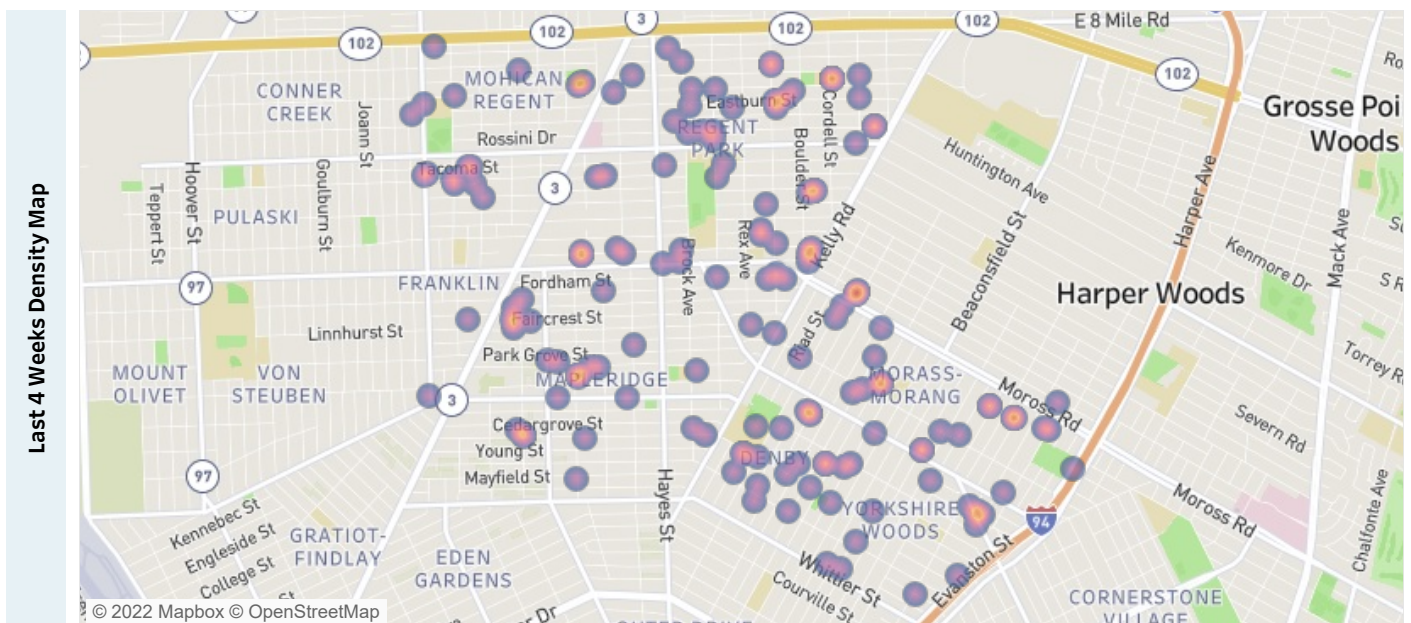 Last 4 Weeks Density Map
3
102
102
102
102
102
E 8 Mile Rd
CONNER
CREEK
MOHICAN
REGENT
Eastburn St
REGENT
PARK
Cordell St
Grosse Poi
Woods
Joann St
Rossini Dr
Boulder St
Huntington Ave
Harper Ave
Tacoma St
3
Teppert St
Hoover St
Goulburn St
PULASKI
Kelly Rd
Beaconsfield St
Mack Ave
Rex Ave
Brock Ave
Kenmore Dr
97
FRANKLIN
Fordham St
Harper Woods
Faircrest St
Linnhurst St
Riad St
Park Grove St
MAPLERIDGE
MOUNT
OLIVET
VON
STEUBEN
MORASS-
MORANG
Moross Rd
Severn Rd
3
Cedargrove St
Young St
Mayfield St
DENBY
97
Hayes St
YORKSHIRE
WOODS
94
Moross Rd
Chalfonte Ave
Kennebec St
Engleside St
College St
GRATIOT-
FINDLAY
EDEN
GARDENS
Whittier St
Courville St
Evanston St
CORNERSTONE
VILLAGE
© 2022 Mapbox © OpenStreetMap